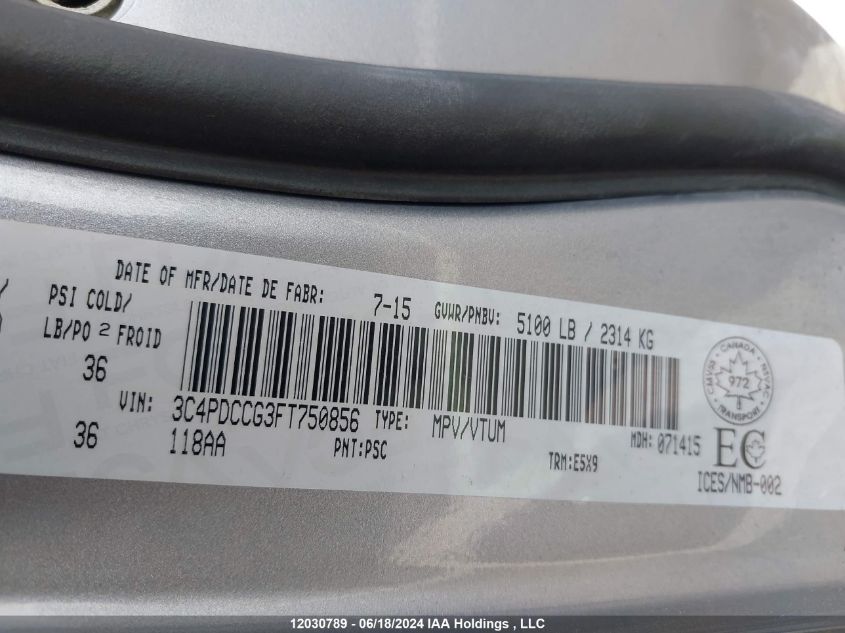 DATE OF MFR/DATE DE FABR: 7-15 GVWR/PNBV: 5100 LB / 2314 KG
PSI COLD/
LB/PO 2 FROID
36
VIN: 3C4PDCCG3FT750856 TYPE: MPV/VTUM MDH: 071415
36 118AA PNT:PSC TRM:E5X9
CANADA
972
TRANSPORT
EC
ICES/NMB-002
12030789 - 06/18/2024 IAA Holdings , LLC